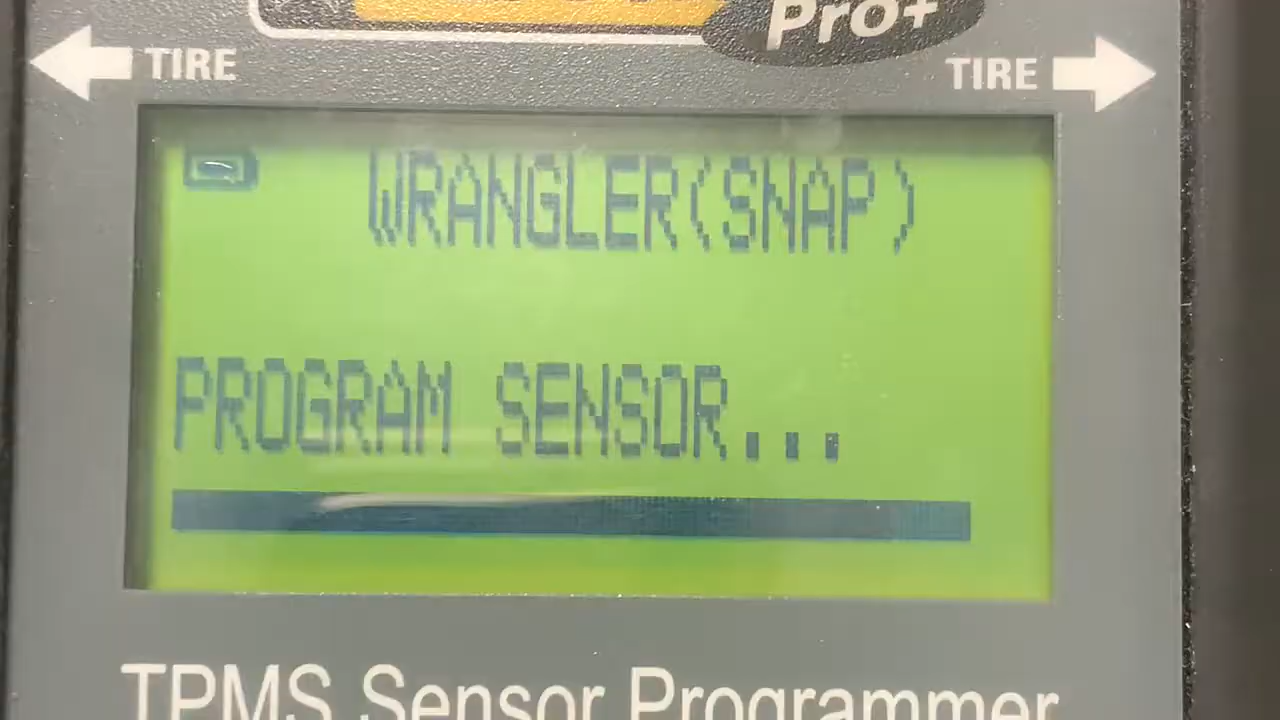 Pro+
TIRE
TIRE
WRANGLER(SNAP)
PROGRAM SENSOR...
TPMS Sensor Programmer